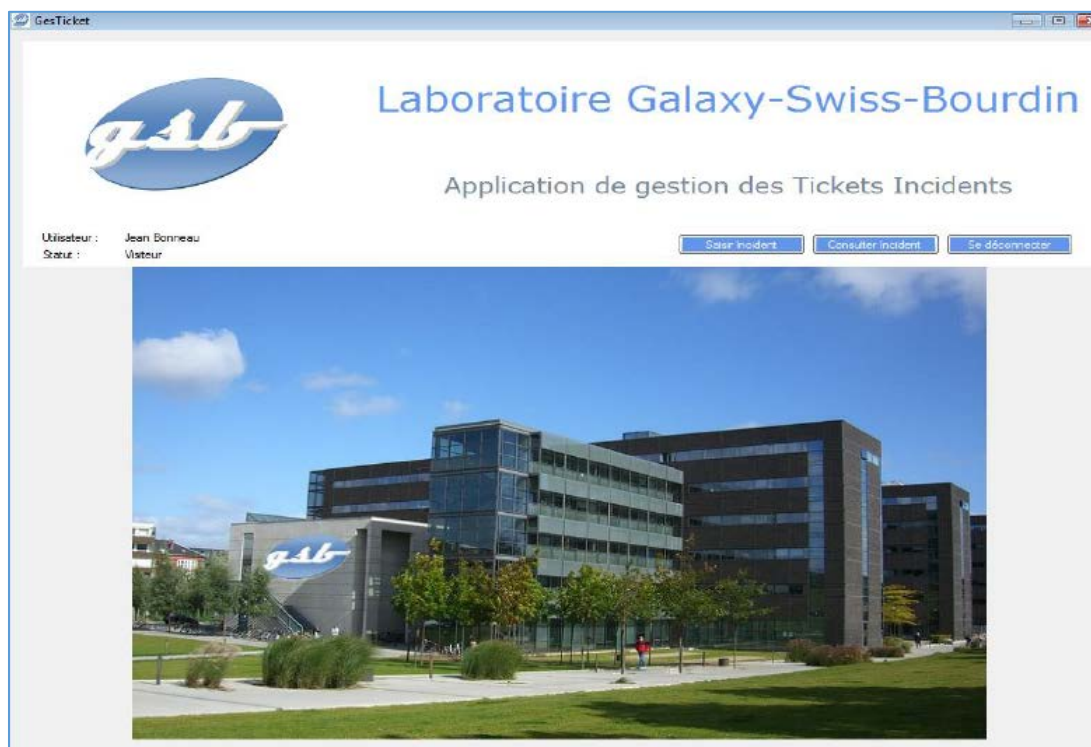 GesTicket
gsb
Laboratoire Galaxy-Swiss-Bourdin
Application de gestion des Tickets Incidents
Utilisateur : Jean Bonneau
Statut : Visiteur
Saisir Incident Consulter Incident Se déconnecter
gsb